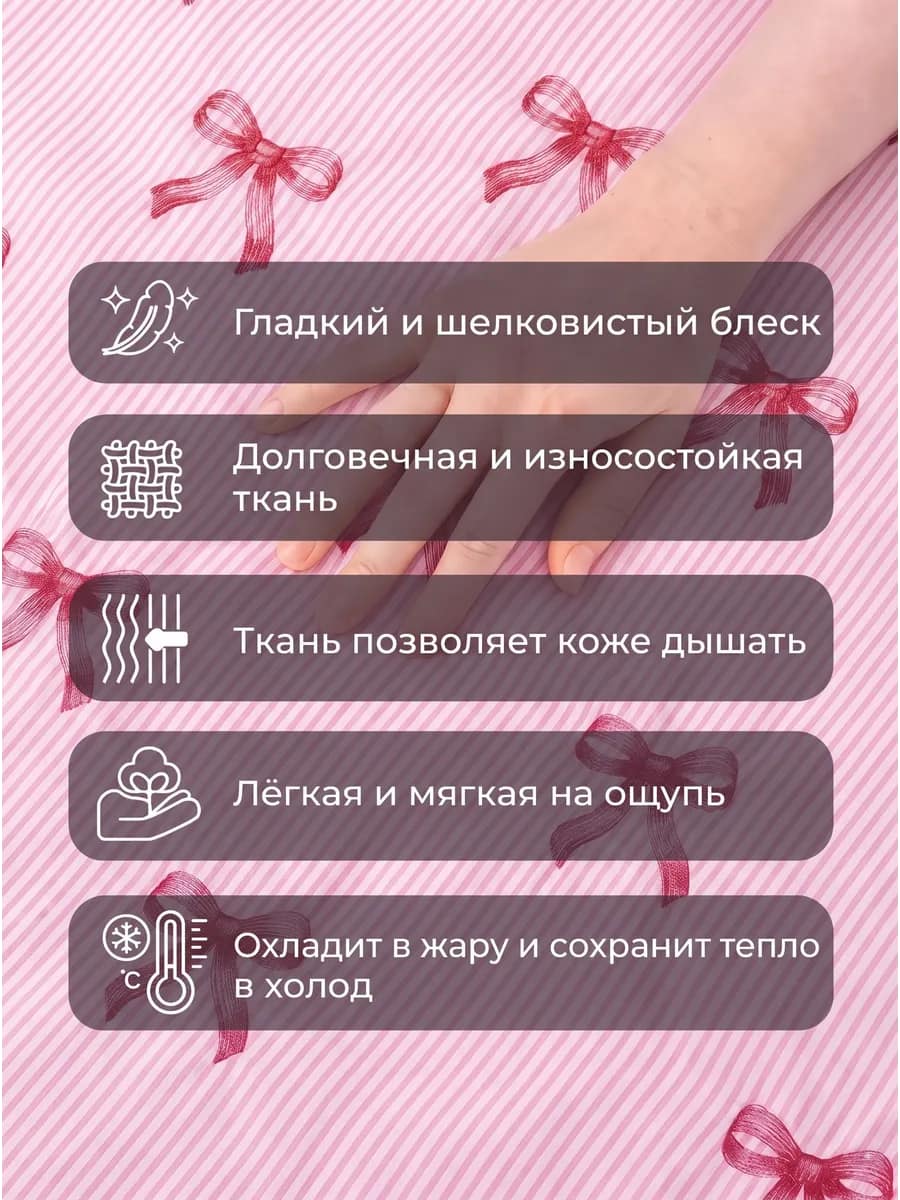 Гладкий и шелковистый блеск
Долговечная и износостойкая
ткань
Ткань позволяет коже дышать
Лёгкая и мягкая на ощупь
°C
Охладит в жару и сохранит тепло
в холод